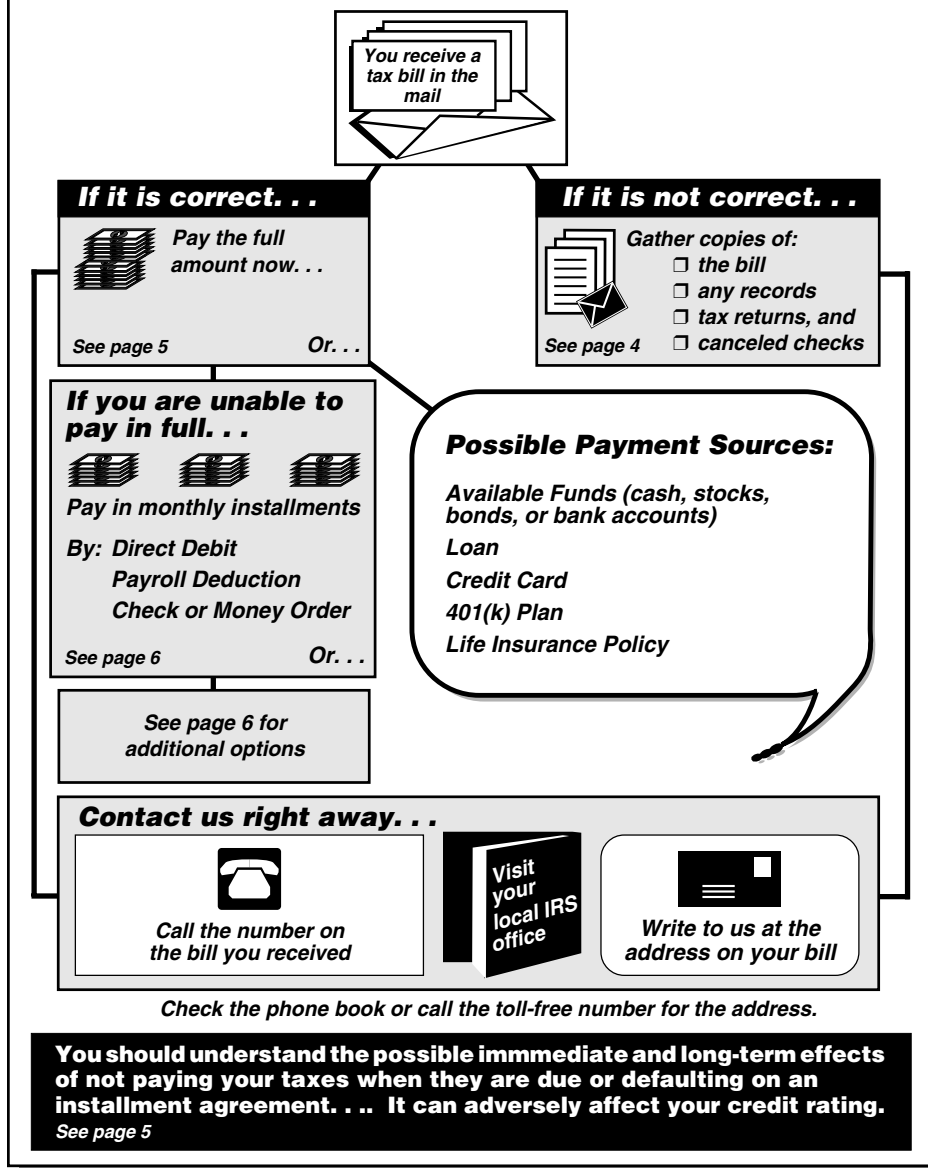 You receive a
tax bill in the
mail
If it is correct. . .
Pay the full
amount now. . .
See page 5
Or. . .
If it is not correct. . .
Gather copies of:
❐ the bill
❐ any records
❐ tax returns, and
❐ canceled checks
See page 4
If you are unable to
pay in full. . .
Pay in monthly installments
By: Direct Debit
Payroll Deduction
Check or Money Order
See page 6
Or. . .
See page 6 for
additional options
Possible Payment Sources:
Available Funds (cash, stocks,
bonds, or bank accounts)
Loan
Credit Card
401(k) Plan
Life Insurance Policy
Contact us right away. . .
Call the number on
the bill you received
Visit
your
local IRS
office
Write to us at the
address on your bill
Check the phone book or call the toll-free number for the address.
You should understand the possible immmediate and long-term effects
of not paying your taxes when they are due or defaulting on an
installment agreement. . .. It can adversely affect your credit rating.
See page 5